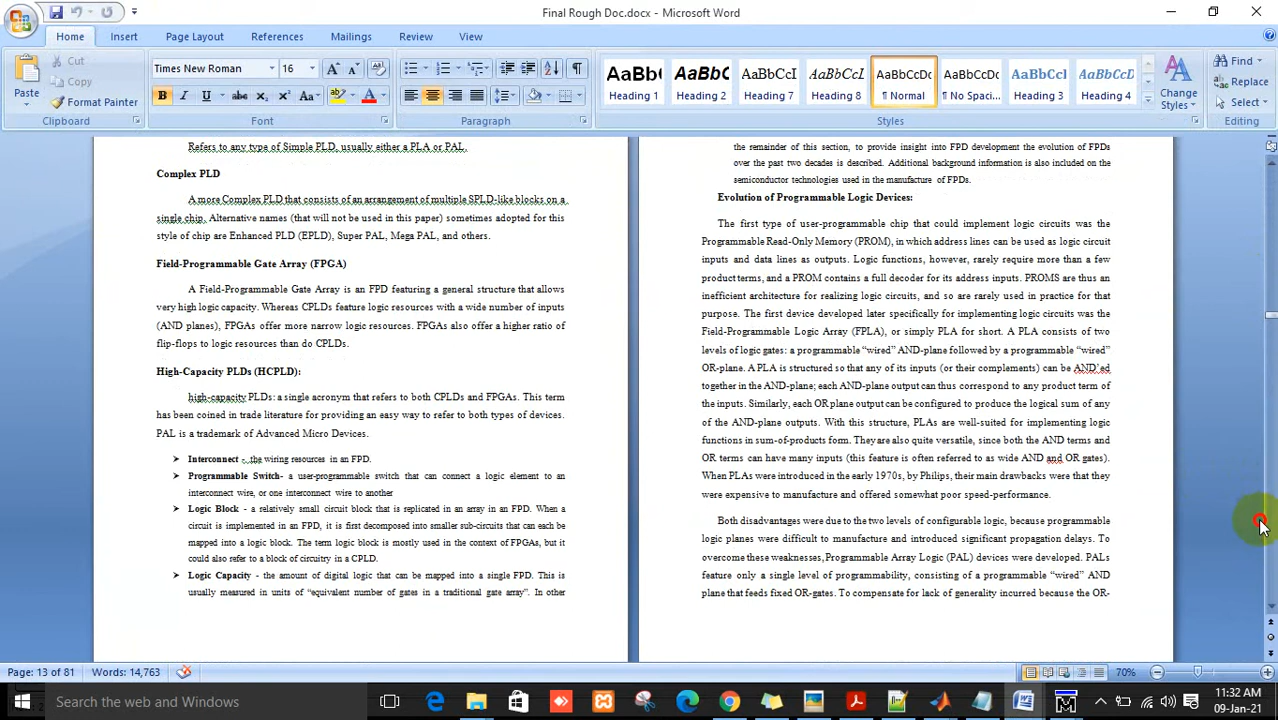 Final Rough Doc.docx - Microsoft Word
Home Insert Page Layout References Mailings Review View
Paste
Cut
Copy
Format Painter
Clipboard
Times New Roman 16
B I U abc x₂ x² Aa
Font
Paragraph
AaBbC AaBbC AaBbCcI AaBbCcI AaBbCcDc AaBbCcDc AaBbCcI AaBbCcDc
Heading 1 Heading 2 Heading 7 Heading 8 ¶ Normal ¶ No Spaci... Heading 3 Heading 4
Styles
Change Styles
Find
Replace
Select
Editing
Refers to any type of Simple PLD, usually either a PLA or PAL.
Complex PLD
A more Complex PLD that consists of an arrangement of multiple SPLD-like blocks on a
single chip. Alternative names (that will not be used in this paper) sometimes adopted for this
style of chip are Enhanced PLD (EPLD), Super PAL, Mega PAL, and others.
Field-Programmable Gate Array (FPGA)
A Field-Programmable Gate Array is an FPD featuring a general structure that allows
very high logic capacity. Whereas CPLDs feature logic resources with a wide number of inputs
(AND planes), FPGAs offer more narrow logic resources. FPGAs also offer a higher ratio of
flip-flops to logic resources than do CPLDs.
High-Capacity PLDs (HCPLD):
high-capacity PLDs: a single acronym that refers to both CPLDs and FPGAs. This term
has been coined in trade literature for providing an easy way to refer to both types of devices.
PAL is a trademark of Advanced Micro Devices.
➤ Interconnect -. the wiring resources in an FPD.
➤ Programmable Switch- a user-programmable switch that can connect a logic element to an
interconnect wire, or one interconnect wire to another
➤ Logic Block - a relatively small circuit block that is replicated in an array in an FPD. When a
circuit is implemented in an FPD, it is first decomposed into smaller sub-circuits that can each be
mapped into a logic block. The term logic block is mostly used in the context of FPGAs, but it
could also refer to a block of circuitry in a CPLD.
➤ Logic Capacity - the amount of digital logic that can be mapped into a single FPD. This is
usually measured in units of “equivalent number of gates in a traditional gate array”. In other
the remainder of this section, to provide insight into FPD development the evolution of FPDs
over the past two decades is described. Additional background information is also included on the
semiconductor technologies used in the manufacture of FPDs.
Evolution of Programmable Logic Devices:
The first type of user-programmable chip that could implement logic circuits was the
Programmable Read-Only Memory (PROM), in which address lines can be used as logic circuit
inputs and data lines as outputs. Logic functions, however, rarely require more than a few
product terms, and a PROM contains a full decoder for its address inputs. PROMS are thus an
inefficient architecture for realizing logic circuits, and so are rarely used in practice for that
purpose. The first device developed later specifically for implementing logic circuits was the
Field-Programmable Logic Array (FPLA), or simply PLA for short. A PLA consists of two
levels of logic gates: a programmable “wired” AND-plane followed by a programmable “wired”
OR-plane. A PLA is structured so that any of its inputs (or their complements) can be AND’ed
together in the AND-plane; each AND-plane output can thus correspond to any product term of
the inputs. Similarly, each OR plane output can be configured to produce the logical sum of any
of the AND-plane outputs. With this structure, PLAs are well-suited for implementing logic
functions in sum-of-products form. They are also quite versatile, since both the AND terms and
OR terms can have many inputs (this feature is often referred to as wide AND and OR gates).
When PLAs were introduced in the early 1970s, by Philips, their main drawbacks were that they
were expensive to manufacture and offered somewhat poor speed-performance.
Both disadvantages were due to the two levels of configurable logic, because programmable
logic planes were difficult to manufacture and introduced significant propagation delays. To
overcome these weaknesses, Programmable Array Logic (PAL) devices were developed. PALs
feature only a single level of programmability, consisting of a programmable “wired” AND
plane that feeds fixed OR-gates. To compensate for lack of generality incurred because the OR-
Page: 13 of 81 Words: 14,763 70%
Search the web and Windows
11:32 AM
09-Jan-21